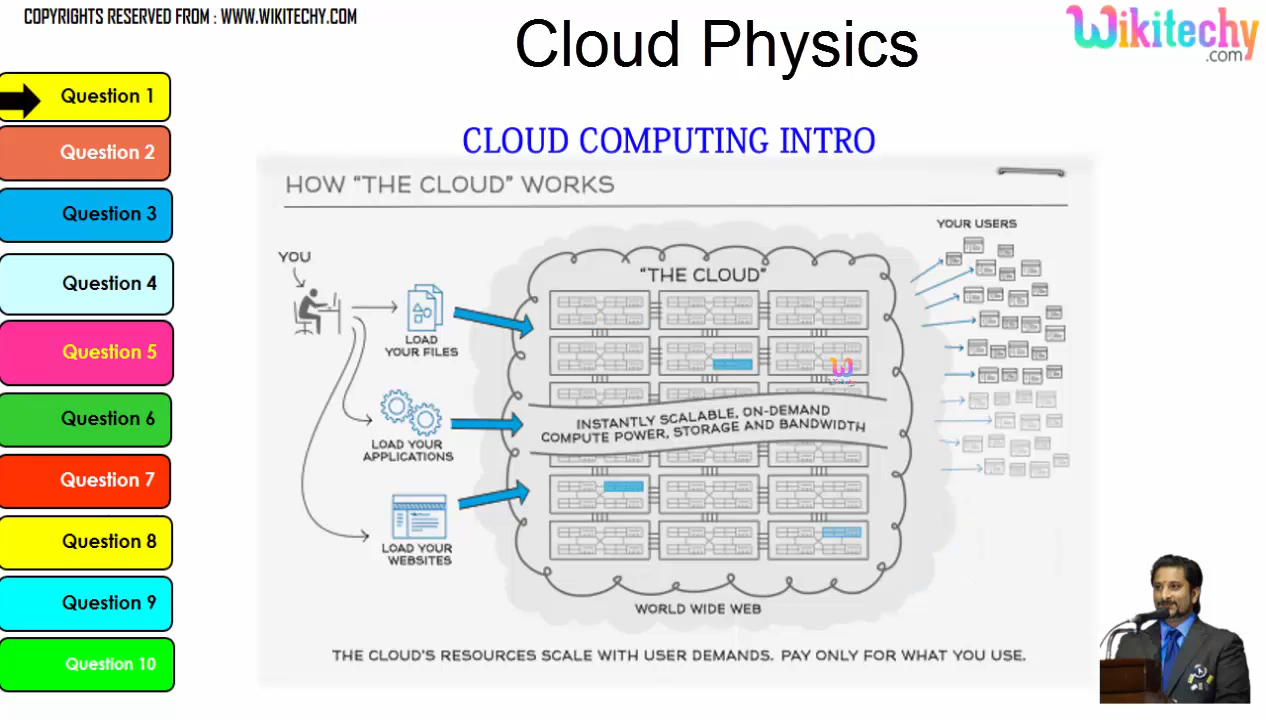 COPYRIGHTS RESERVED FROM : WWW.WIKITECHY.COM
Cloud Physics
Wikitechy
.com
Question 1
Question 2
Question 3
Question 4
Question 5
Question 6
Question 7
Question 8
Question 9
Question 10
CLOUD COMPUTING INTRO
HOW "THE CLOUD" WORKS
YOU
LOAD
YOUR FILES
LOAD YOUR
APPLICATIONS
LOAD YOUR
WEBSITES
"THE CLOUD"
INSTANTLY SCALABLE, ON-DEMAND
COMPUTE POWER, STORAGE AND BANDWIDTH
WORLD WIDE WEB
YOUR USERS
THE CLOUD'S RESOURCES SCALE WITH USER DEMANDS. PAY ONLY FOR WHAT YOU USE.